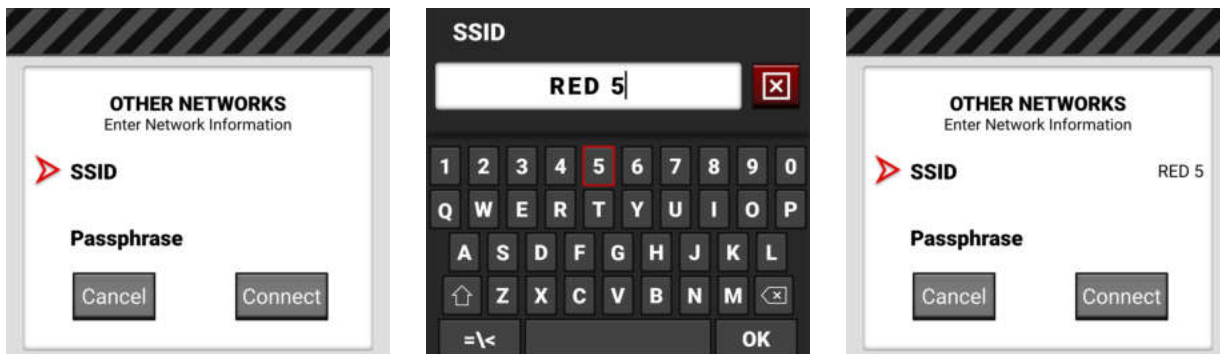 OTHER NETWORKS
Enter Network Information
SSID
Passphrase
Cancel Connect
SSID
RED 5
1 2 3 4 5 6 7 8 9 0
Q W E R T Y U I O P
A S D F G H J K L
Z X C V B N M
=\< OK
OTHER NETWORKS
Enter Network Information
SSID RED 5
Passphrase
Cancel Connect